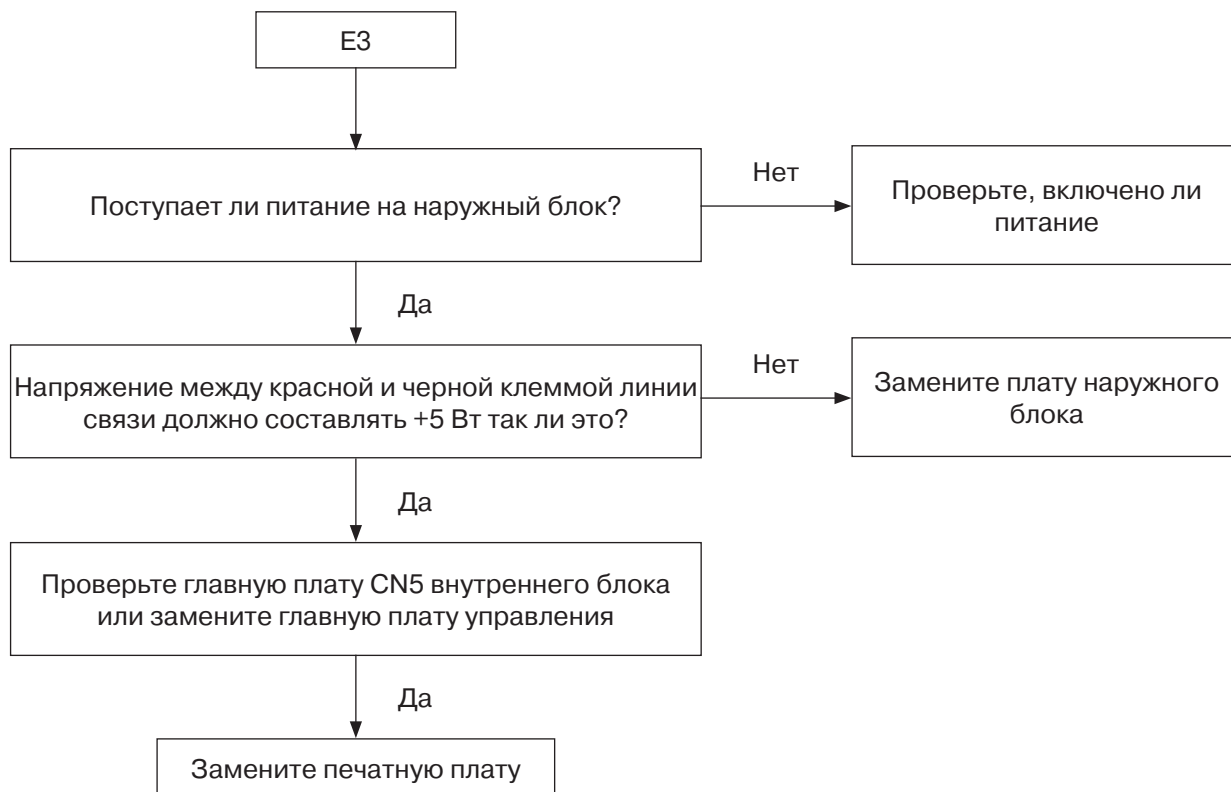 E3
Поступает ли питание на наружный блок?
Нет
Проверьте, включено ли
питание
Да
Напряжение между красной и черной клеммой линии
связи должно составлять +5 Вт так ли это?
Нет
Замените плату наружного
блока
Да
Проверьте главную плату CN5 внутреннего блока
или замените главную плату управления
Да
Замените печатную плату